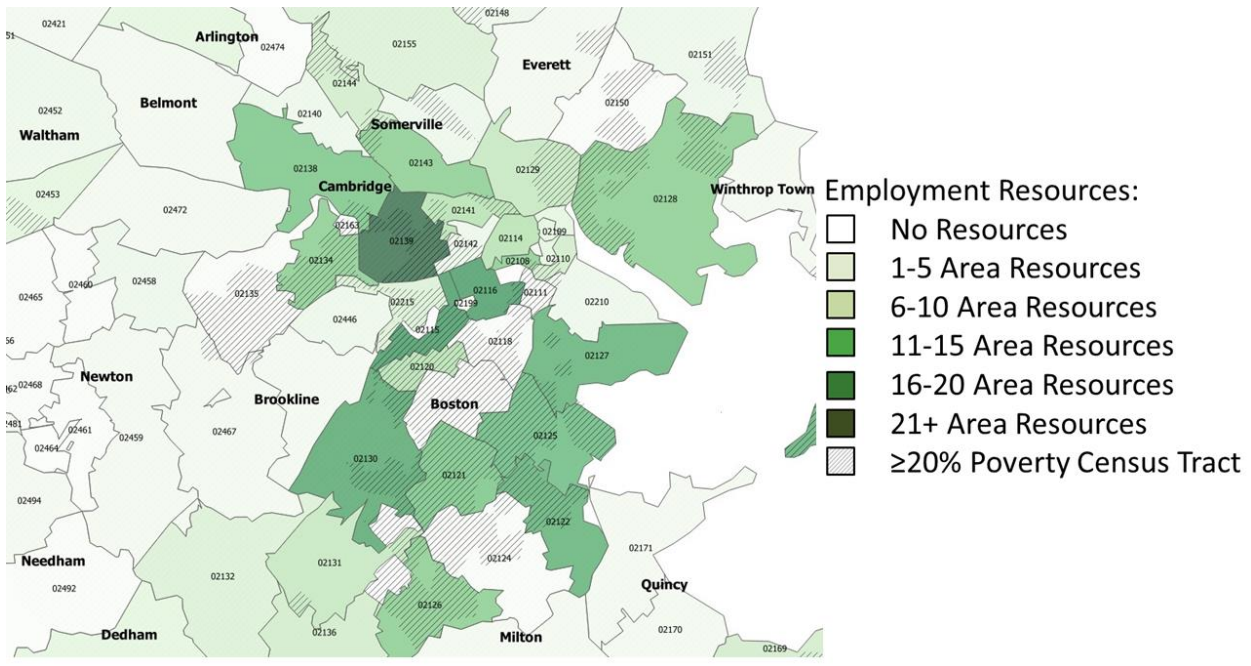 02421
02148
Arlington
02474
02155
02151
Everett
02144
Belmont
02150
02452
02140
Somerville
Waltham
02143
02138
02129
Cambridge
02453
Winthrop Town
02128
02472
02141
02163
02114
02109
02139
02142
02108
02110
02134
02458
02460
02135
02116
02111
02465
02199
02215
02210
02446
02115
02118
02127
02120
02468
Newton
Brookline
Boston
02481
02461
02459
02467
02125
02464
02130
02121
02494
02122
02171
02124
Needham
02131
02132
02492
Quincy
02126
02136
Dedham
Milton
02170
02169
Employment Resources:
No Resources
1-5 Area Resources
6-10 Area Resources
11-15 Area Resources
16-20 Area Resources
21+ Area Resources
≥20% Poverty Census Tract